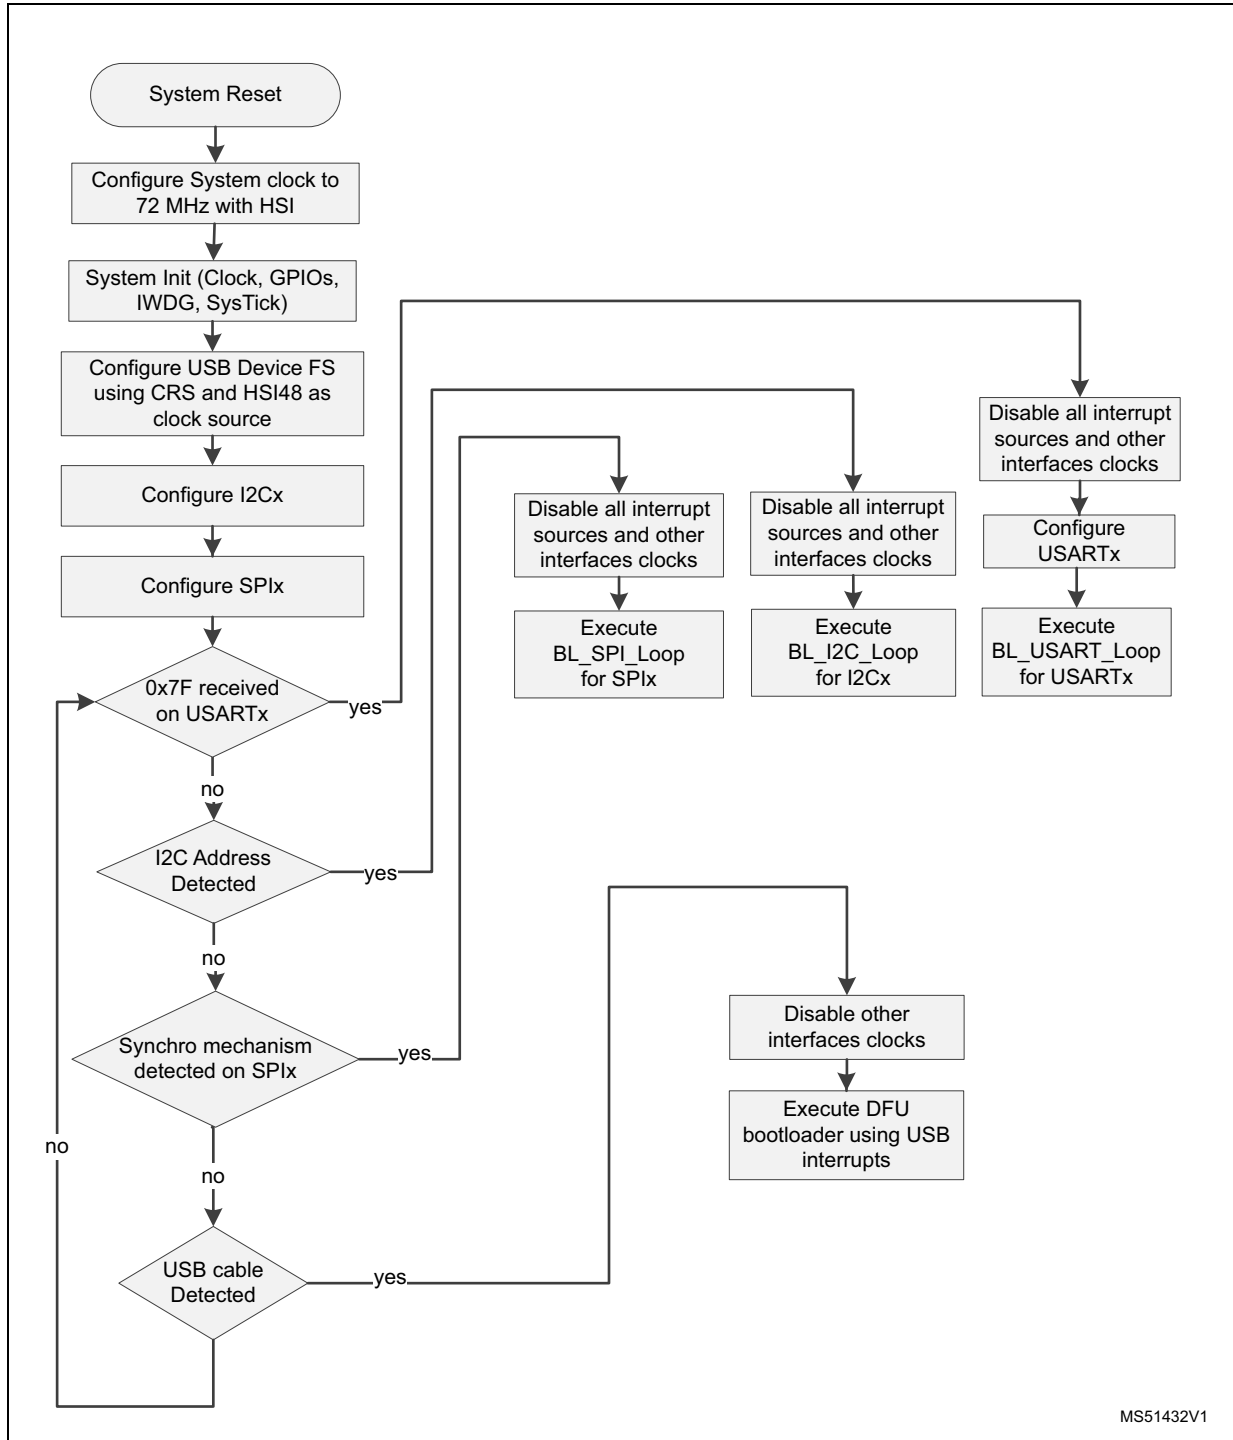 System Reset
Configure System clock to
72 MHz with HSI
System Init (Clock, GPIOs,
IWDG, SysTick)
Configure USB Device FS
using CRS and HSI48 as
clock source
Configure I2Cx
Configure SPIx
0x7F received
on USARTx
yes
no
I2C Address
Detected
yes
no
Synchro mechanism
detected on SPIx
yes
no
USB cable
Detected
yes
no
Disable all interrupt
sources and other
interfaces clocks
Execute
BL_SPI_Loop
for SPIx
Disable all interrupt
sources and other
interfaces clocks
Execute
BL_I2C_Loop
for I2Cx
Disable all interrupt
sources and other
interfaces clocks
Configure
USARTx
Execute
BL_USART_Loop
for USARTx
Disable other
interfaces clocks
Execute DFU
bootloader using USB
interrupts
MS51432V1